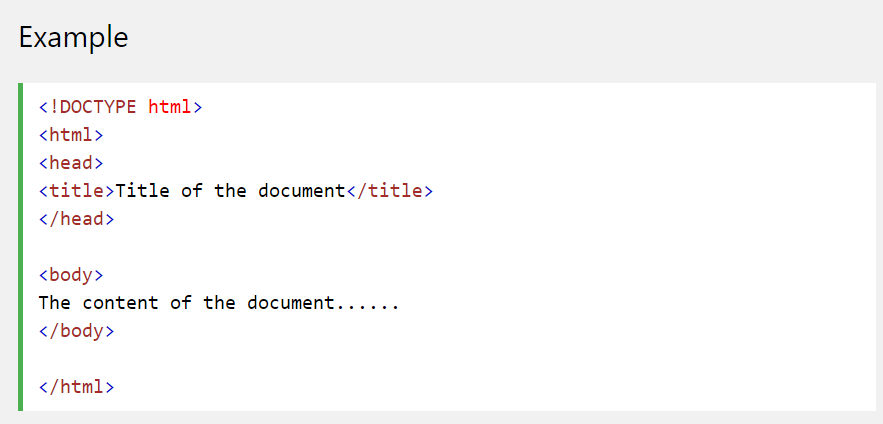 Example
<!DOCTYPE html>
<html>
<head>
<title>Title of the document</title>
</head>
<body>
The content of the document......
</body>
</html>